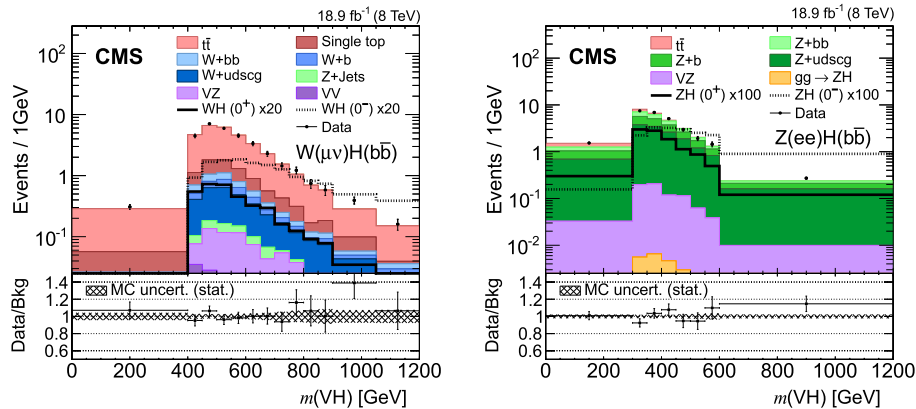 18.9 fb⁻¹ (8 TeV)
CMS
tt̄
Single top
W+bb
W+b
W+udscg
Z+Jets
VZ
VV
WH (0⁺) x20
WH (0⁻) x20
Data
W(μν)H(bb̄)
Events / 1GeV
10²
10
1
10⁻¹
MC uncert. (stat.)
Data/Bkg
1.4
1.2
1.0
0.8
0.6
0 200 400 600 800 1000 1200
m(VH) [GeV]
18.9 fb⁻¹ (8 TeV)
CMS
tt̄
Z+bb
Z+b
Z+udscg
VZ
gg → ZH
ZH (0⁺) x100
ZH (0⁻) x100
Data
Z(ee)H(bb̄)
Events / 1GeV
10²
10
1
10⁻¹
10⁻²
MC uncert. (stat.)
Data/Bkg
1.4
1.2
1.0
0.8
0.6
0 200 400 600 800 1000 1200
m(VH) [GeV]